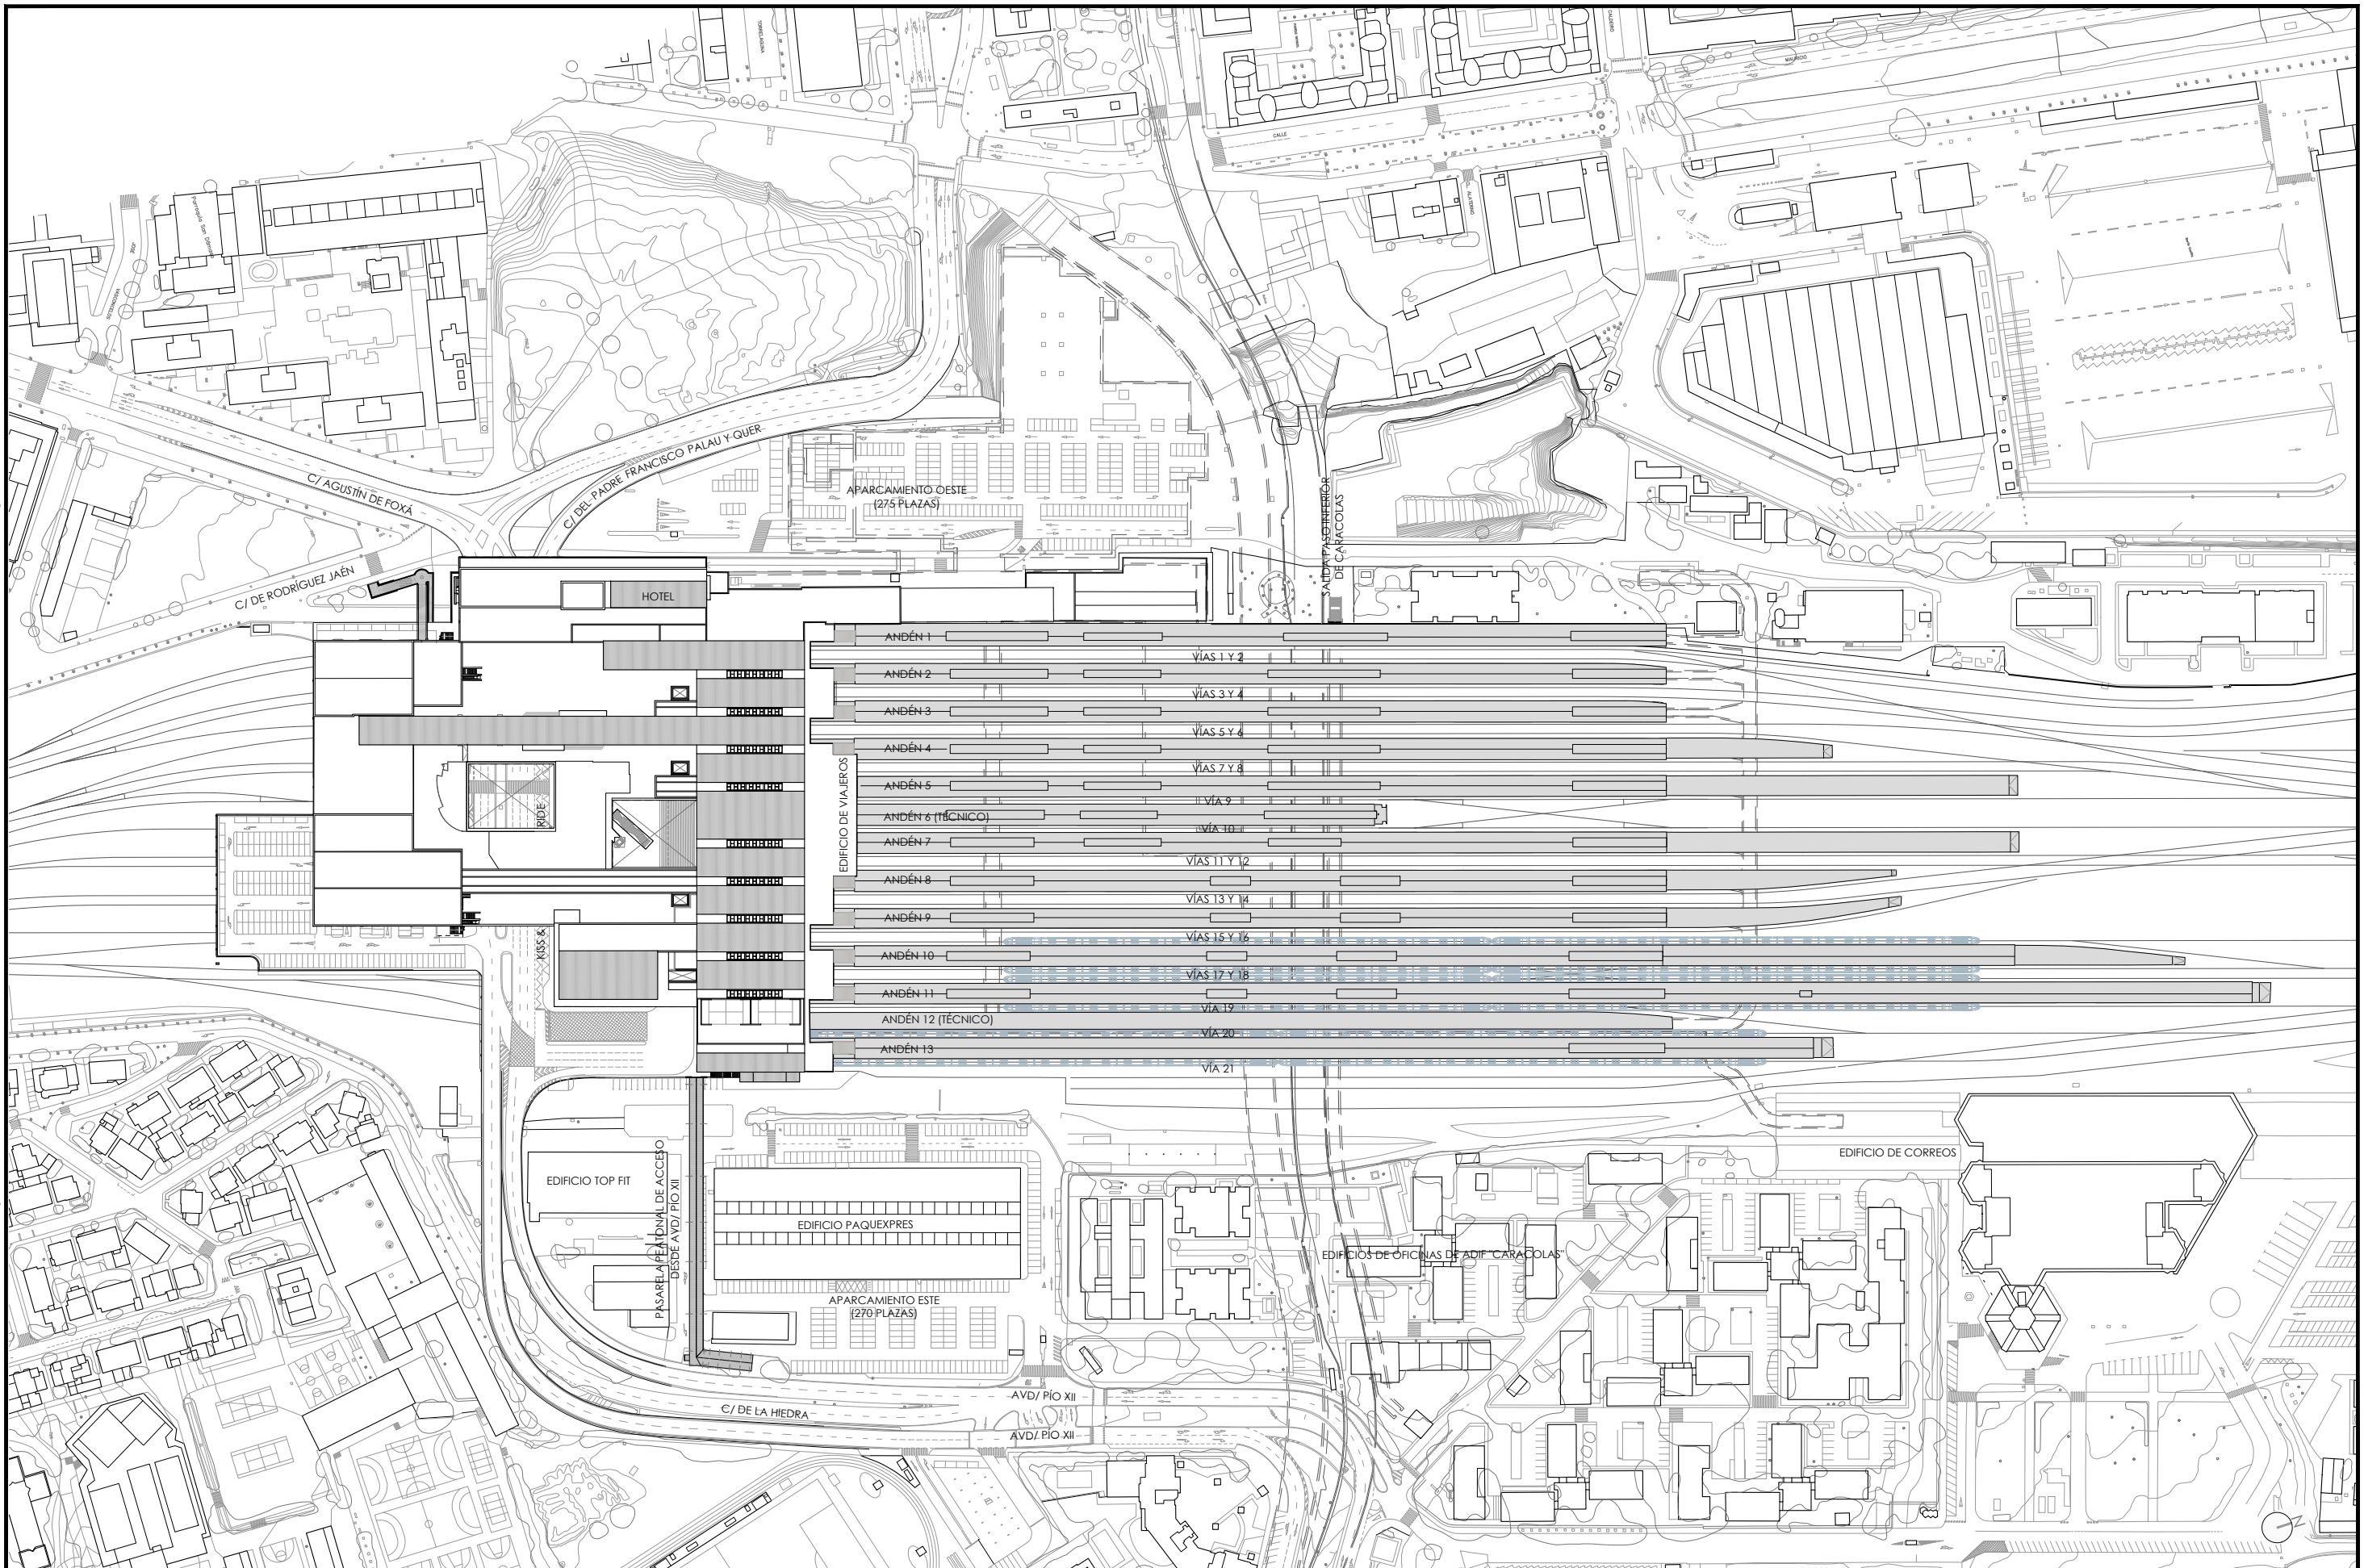 CALLE
MAURICIO
Parroquia San Dámaso
C/ AGUSTÍN DE FOXÁ
C/ DEL PADRE FRANCISCO PALAU Y QUER
APARCAMIENTO OESTE
(275 PLAZAS)
SALIDA PASO INFERIOR
DE CARACOLAS
C/ DE RODRÍGUEZ JAÉN
HOTEL
ANDÉN 1
VÍAS 1 Y 2
ANDÉN 2
VÍAS 3 Y 4
ANDÉN 3
VÍAS 5 Y 6
ANDÉN 4
VÍAS 7 Y 8
ANDÉN 5
VÍA 9
ANDÉN 6 (TÉCNICO)
VÍA 10
ANDÉN 7
VÍAS 11 Y 12
ANDÉN 8
VÍAS 13 Y 14
ANDÉN 9
VÍAS 15 Y 16
ANDÉN 10
VÍAS 17 Y 18
ANDÉN 11
VÍA 19
ANDÉN 12 (TÉCNICO)
VÍA 20
ANDÉN 13
VÍA 21
EDIFICIO DE VIAJEROS
KISS & RIDE
EDIFICIO TOP FIT
PASARELA PEATONAL DE ACCESO
DESDE AVD/ PÍO XII
EDIFICIO PAQUEXPRES
APARCAMIENTO ESTE
(270 PLAZAS)
EDIFICIO DE CORREOS
EDIFICIOS DE OFICINAS DE ADIF "CARACOLAS"
AVD/ PÍO XII
C/ DE LA HIEDRA
AVD/ PÍO XII
N